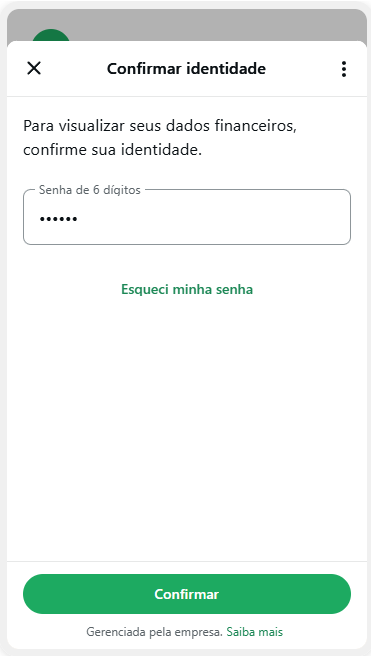 Confirmar identidade
Para visualizar seus dados financeiros,
confirme sua identidade.
Senha de 6 dígitos
••••••
Esqueci minha senha
Confirmar
Gerenciada pela empresa. Saiba mais